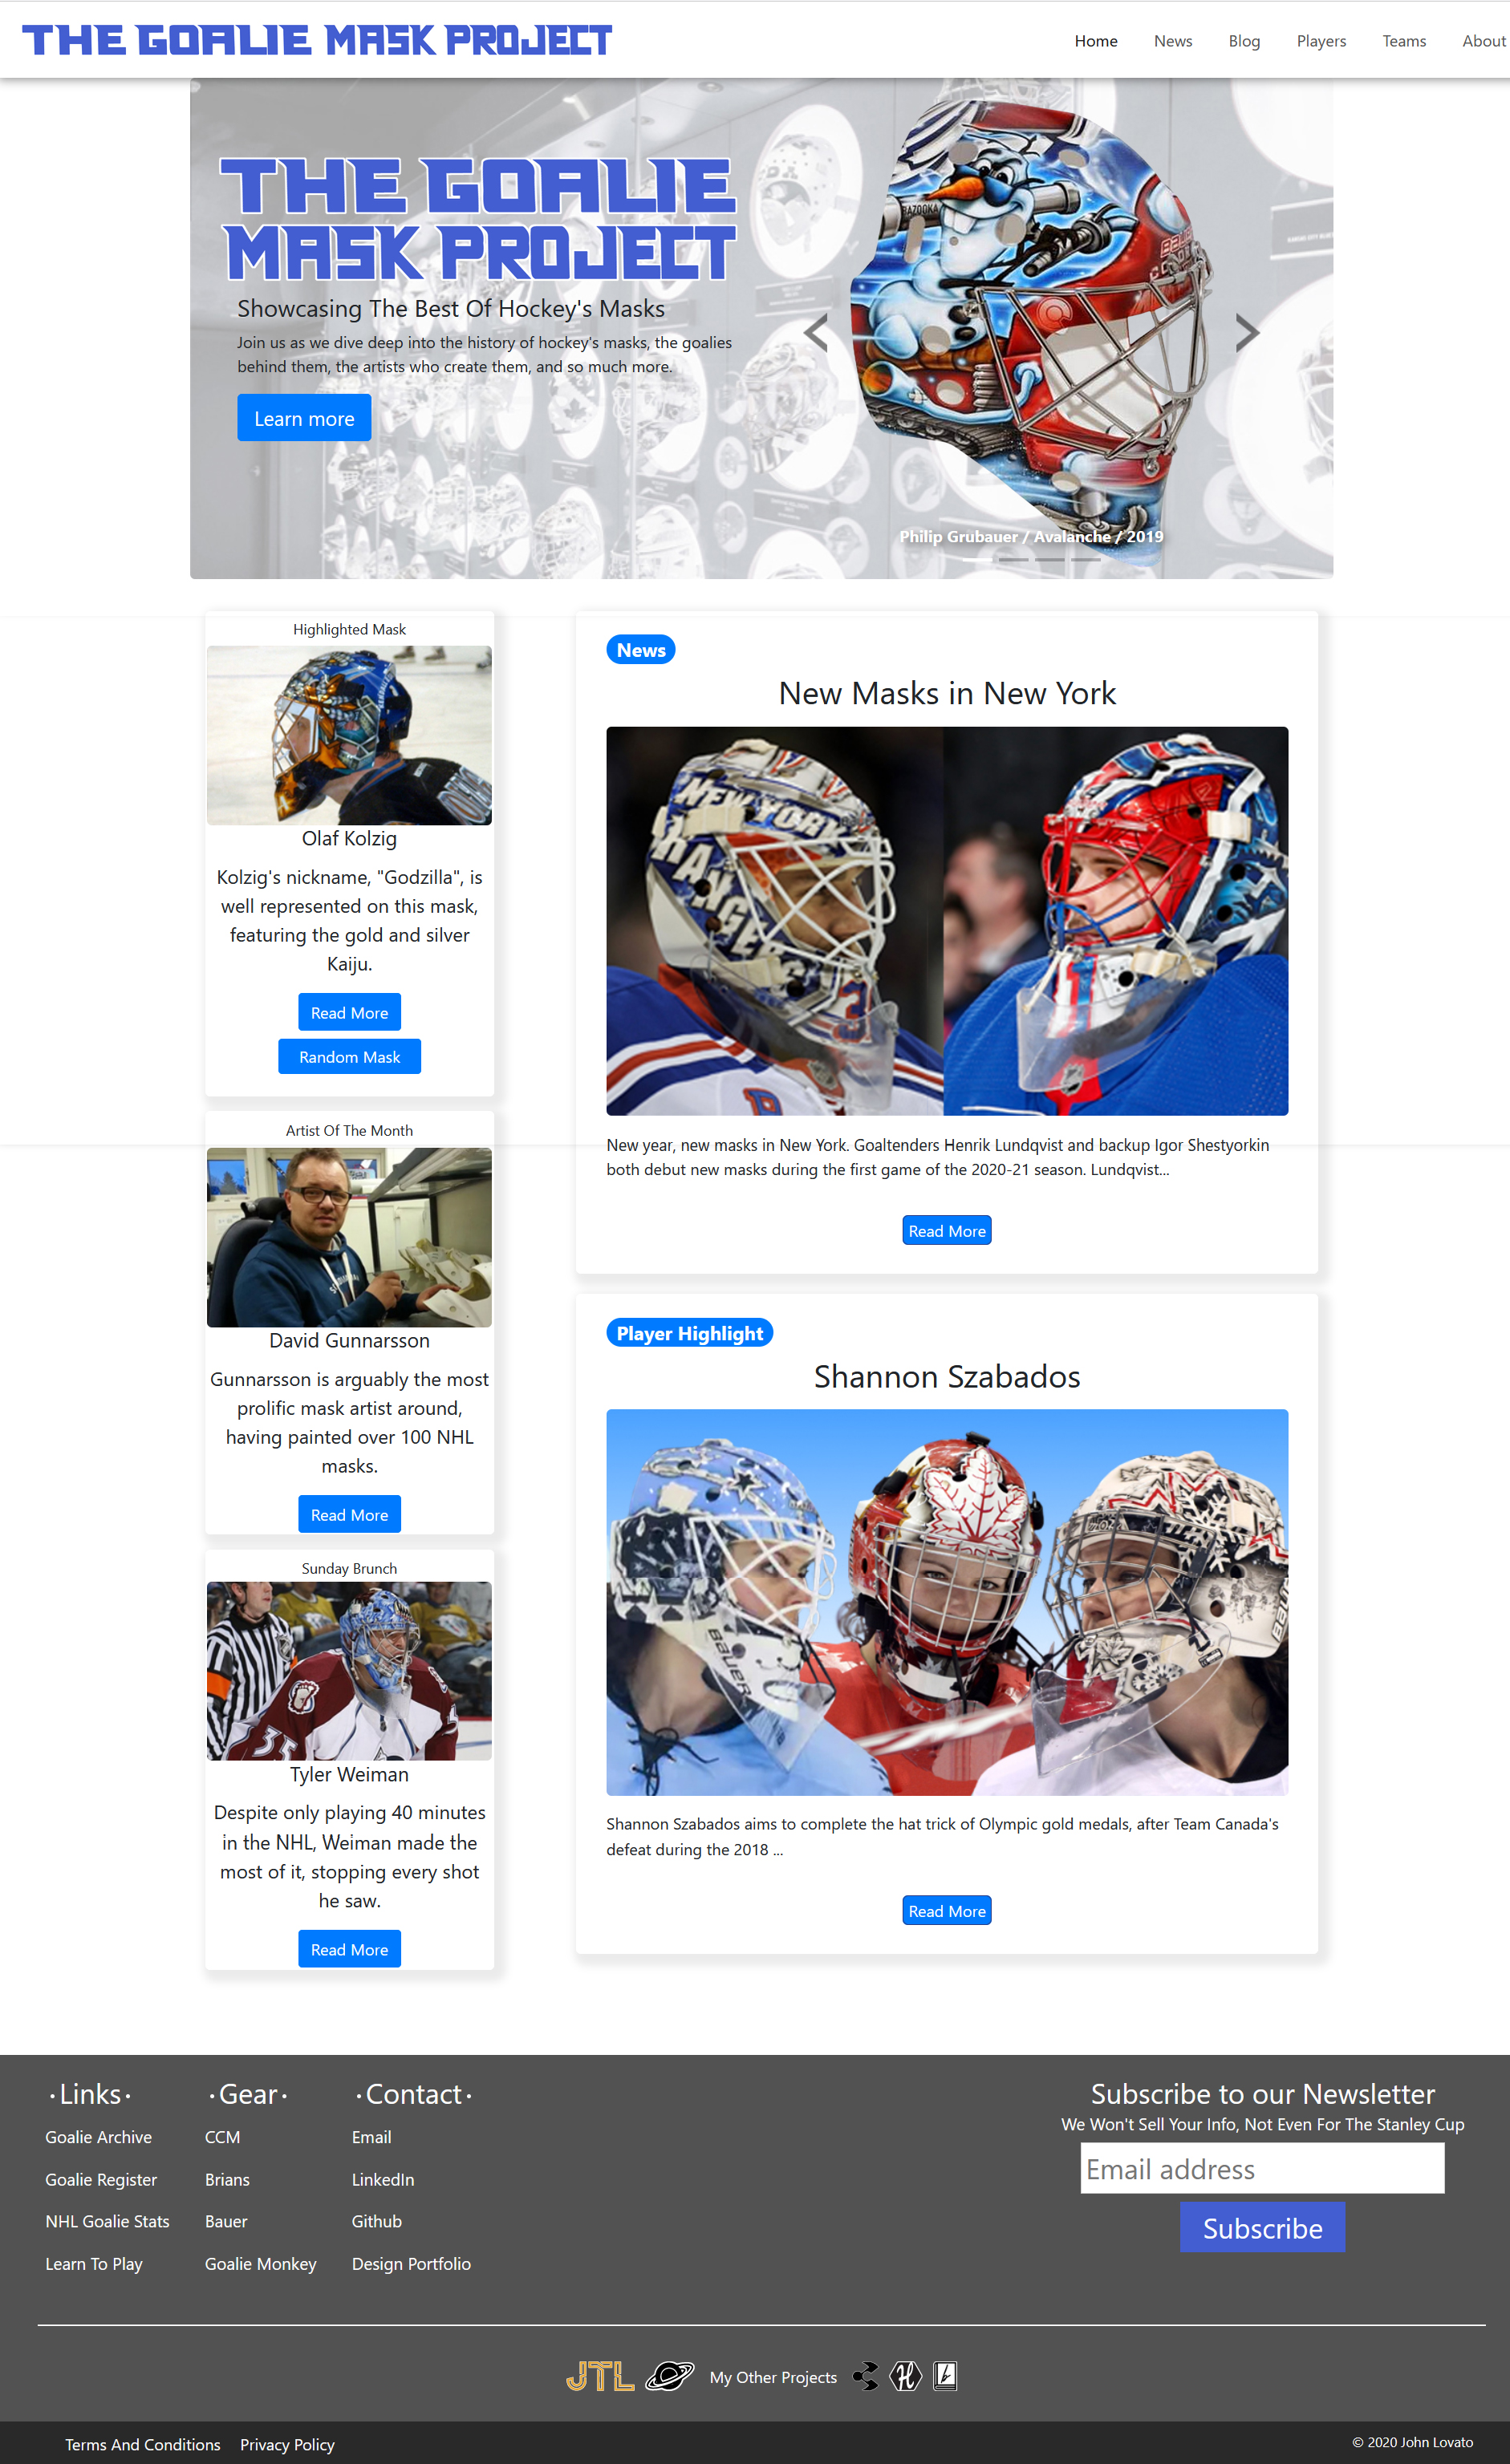 THE GOALIE MASK PROJECT
Home News Blog Players Teams About
THE GOALIE
MASK PROJECT
Showcasing The Best Of Hockey's Masks
Join us as we dive deep into the history of hockey's masks, the goalies
behind them, the artists who create them, and so much more.
Learn more
BAZOOKA
Philip Grubauer / Avalanche / 2019
Highlighted Mask
Olaf Kolzig
Kolzig's nickname, "Godzilla", is
well represented on this mask,
featuring the gold and silver
Kaiju.
Read More
Random Mask
Artist Of The Month
David Gunnarsson
Gunnarsson is arguably the most
prolific mask artist around,
having painted over 100 NHL
masks.
Read More
Sunday Brunch
35
Tyler Weiman
Despite only playing 40 minutes
in the NHL, Weiman made the
most of it, stopping every shot
he saw.
Read More
News
New Masks in New York
NEW YORK
RANGE
New year, new masks in New York. Goaltenders Henrik Lundqvist and backup Igor Shestyorkin
both debut new masks during the first game of the 2020-21 season. Lundqvist...
Read More
Player Highlight
Shannon Szabados
BAUER
Shannon Szabados aims to complete the hat trick of Olympic gold medals, after Team Canada's
defeat during the 2018 ...
Read More
•Links•
Goalie Archive
Goalie Register
NHL Goalie Stats
Learn To Play
•Gear•
CCM
Brians
Bauer
Goalie Monkey
•Contact•
Email
LinkedIn
Github
Design Portfolio
Subscribe to our Newsletter
We Won't Sell Your Info, Not Even For The Stanley Cup
Email address
Subscribe
JTL My Other Projects H b
Terms And Conditions Privacy Policy
© 2020 John Lovato